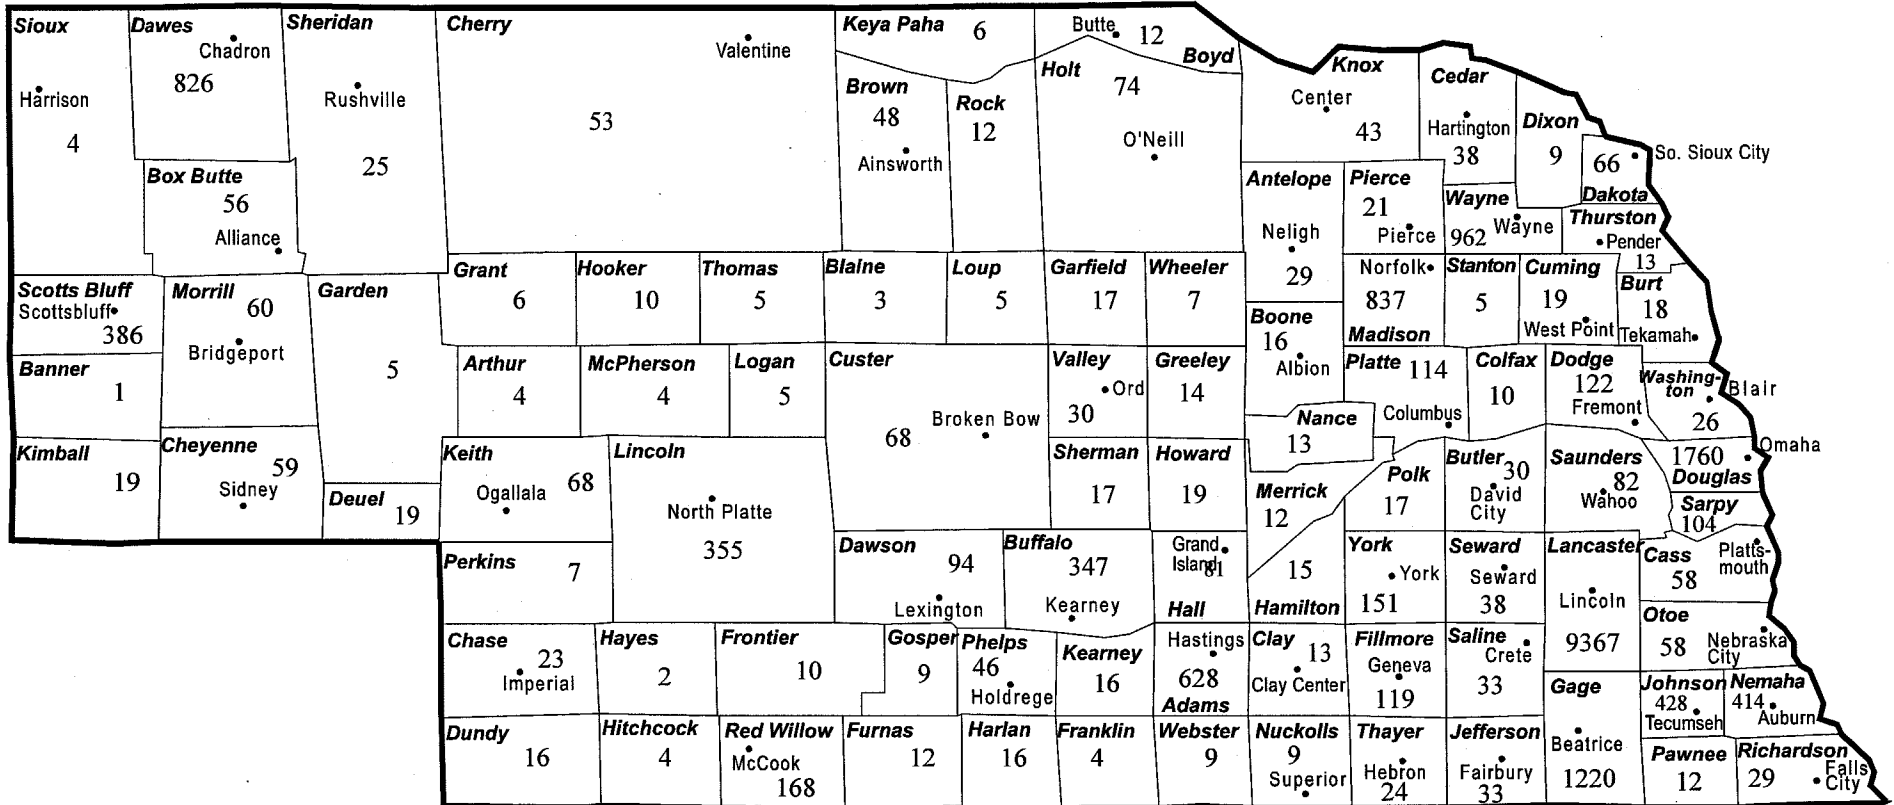 Sioux
Harrison
4
Dawes
Chadron
826
Sheridan
Rushville
25
Cherry
Valentine
53
Keya Paha 6
Butte 12
Boyd
Brown
48
Ainsworth
Rock
12
Holt
74
O'Neill
Knox
Center
43
Cedar
Hartington
38
Dixon
9
66 So. Sioux City
Dakota
Box Butte
56
Alliance
Antelope
Neligh
29
Pierce
21
Pierce
Wayne
962 Wayne
Thurston
Pender
13
Scotts Bluff
Scottsbluff
386
Morrill
60
Bridgeport
Garden
5
Grant
6
Hooker
10
Thomas
5
Blaine
3
Loup
5
Garfield
17
Wheeler
7
Boone
16
Albion
Norfolk
837
Madison
Stanton
5
Cuming
19
West Point
Burt
18
Tekamah
Banner
1
Arthur
4
McPherson
4
Logan
5
Custer
Broken Bow
68
Valley
Ord
30
Greeley
14
Nance
13
Platte 114
Columbus
Colfax
10
Dodge
122
Fremont
Washing-
ton Blair
26
Kimball
19
Cheyenne
59
Sidney
Deuel 19
Keith
Ogallala 68
Lincoln
North Platte
355
Sherman
17
Howard
19
Merrick
12
Polk
17
Butler 30
David
City
Saunders
82
Wahoo
Omaha
1760
Douglas
Sarpy
104
Perkins
7
Dawson
94
Lexington
Buffalo
347
Kearney
Grand
Island
81
Hall
15
Hamilton
York
York
151
Seward
Seward
38
Lancaster
Lincoln
9367
Cass
58
Platts-
mouth
Otoe
58
Nebraska
City
Chase
23
Imperial
Hayes
2
Frontier
10
Gosper
9
Phelps
46
Holdrege
Kearney
16
Hastings
628
Adams
Clay
13
Clay Center
Fillmore
Geneva
119
Saline
Crete
33
Gage
Beatrice
1220
Johnson
428
Tecumseh
Nemaha
414
Auburn
Dundy
16
Hitchcock
4
Red Willow
McCook
168
Furnas
12
Harlan
16
Franklin
4
Webster
9
Nuckolls
9
Superior
Thayer
Hebron
24
Jefferson
Fairbury
33
Pawnee
12
Richardson
29
Falls
City